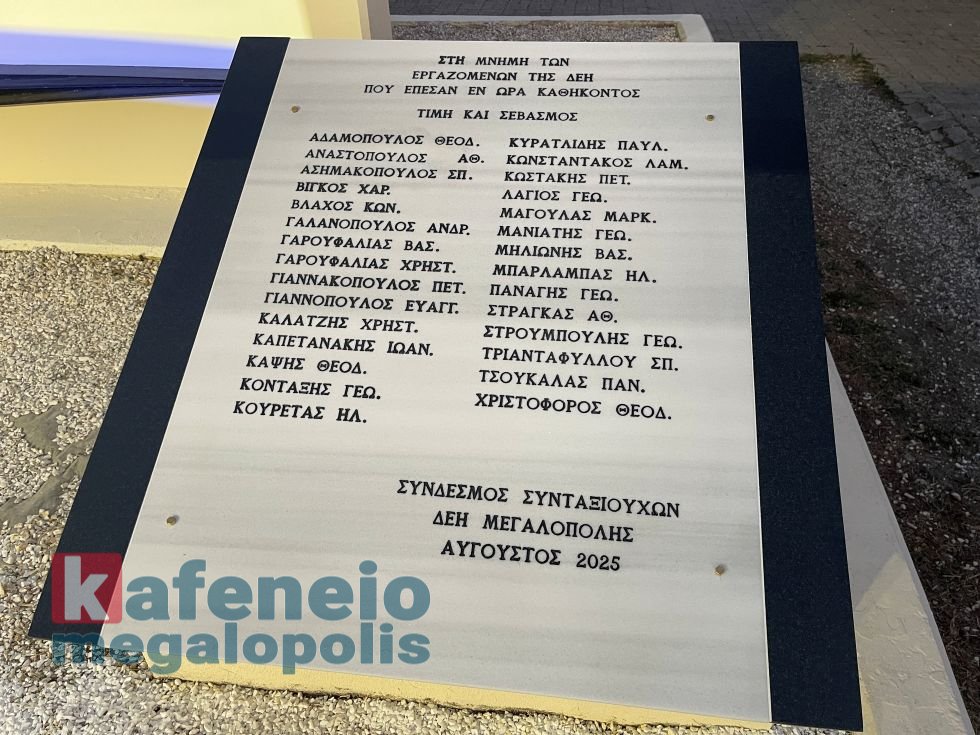 ΣΤΗ ΜΝΗΜΗ ΤΩΝ
ΕΡΓΑΖΟΜΕΝΩΝ ΤΗΣ ΔΕΗ
ΠΟΥ ΕΠΕΣΑΝ ΕΝ ΩΡΑ ΚΑΘΗΚΟΝΤΟΣ
ΤΙΜΗ ΚΑΙ ΣΕΒΑΣΜΟΣ
ΑΔΑΜΟΠΟΥΛΟΣ ΘΕΟΔ.
ΑΝΑΣΤΟΠΟΥΛΟΣ ΑΘ.
ΑΣΗΜΑΚΟΠΟΥΛΟΣ ΣΠ.
ΒΙΓΚΟΣ ΧΑΡ.
ΒΛΑΧΟΣ ΚΩΝ.
ΓΑΛΑΝΟΠΟΥΛΟΣ ΑΝΔΡ.
ΓΑΡΟΥΦΑΛΙΑΣ ΒΑΣ.
ΓΑΡΟΥΦΑΛΙΑΣ ΧΡΗΣΤ.
ΓΙΑΝΝΑΚΟΠΟΥΛΟΣ ΠΕΤ.
ΓΙΑΝΝΟΠΟΥΛΟΣ ΕΥΑΓΓ.
ΚΑΛΑΤΖΗΣ ΧΡΗΣΤ.
ΚΑΠΕΤΑΝΑΚΗΣ ΙΩΑΝ.
ΚΑΨΗΣ ΘΕΟΔ.
ΚΟΝΤΑΞΗΣ ΓΕΩ.
ΚΟΥΡΕΤΑΣ ΗΛ.
ΚΥΡΑΤΛΙΔΗΣ ΠΑΥΛ.
ΚΩΝΣΤΑΝΤΑΚΟΣ ΛΑΜ.
ΚΩΣΤΑΚΗΣ ΠΕΤ.
ΛΑΓΙΟΣ ΓΕΩ.
ΜΑΓΟΥΛΑΣ ΜΑΡΚ.
ΜΑΝΙΑΤΗΣ ΓΕΩ.
ΜΗΛΙΩΝΗΣ ΒΑΣ.
ΜΠΑΡΛΑΜΠΑΣ ΗΛ.
ΠΑΝΑΓΗΣ ΓΕΩ.
ΣΤΡΑΓΚΑΣ ΑΘ.
ΣΤΡΟΥΜΠΟΥΛΗΣ ΓΕΩ.
ΤΡΙΑΝΤΑΦΥΛΛΟΥ ΣΠ.
ΤΣΟΥΚΑΛΑΣ ΠΑΝ.
ΧΡΙΣΤΟΦΟΡΟΣ ΘΕΟΔ.
ΣΥΝΔΕΣΜΟΣ ΣΥΝΤΑΞΙΟΥΧΩΝ
ΔΕΗ ΜΕΓΑΛΟΠΟΛΗΣ
ΑΥΓΟΥΣΤΟΣ 2025
kafeneio
megalopolis